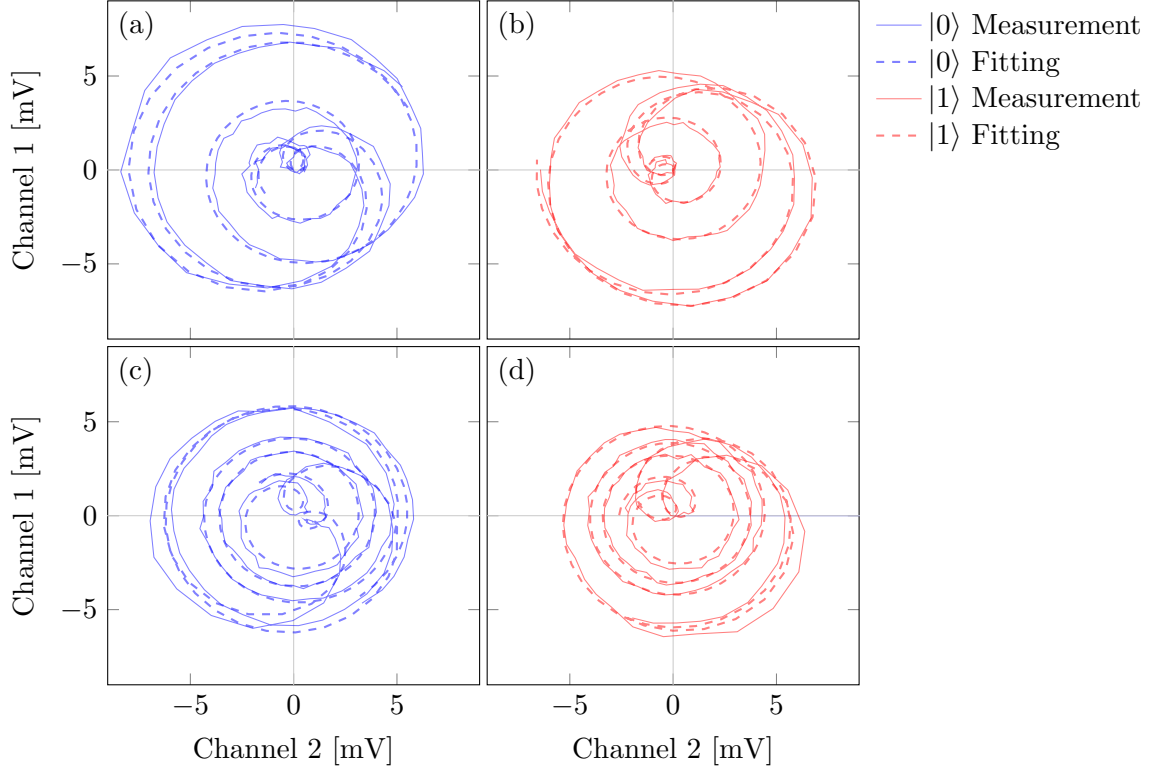 (a)
(b)
|0⟩ Measurement
|0⟩ Fitting
|1⟩ Measurement
|1⟩ Fitting
5
0
−5
Channel 1 [mV]
(c)
(d)
5
0
−5
Channel 1 [mV]
−5 0 5
−5 0 5
Channel 2 [mV]
Channel 2 [mV]